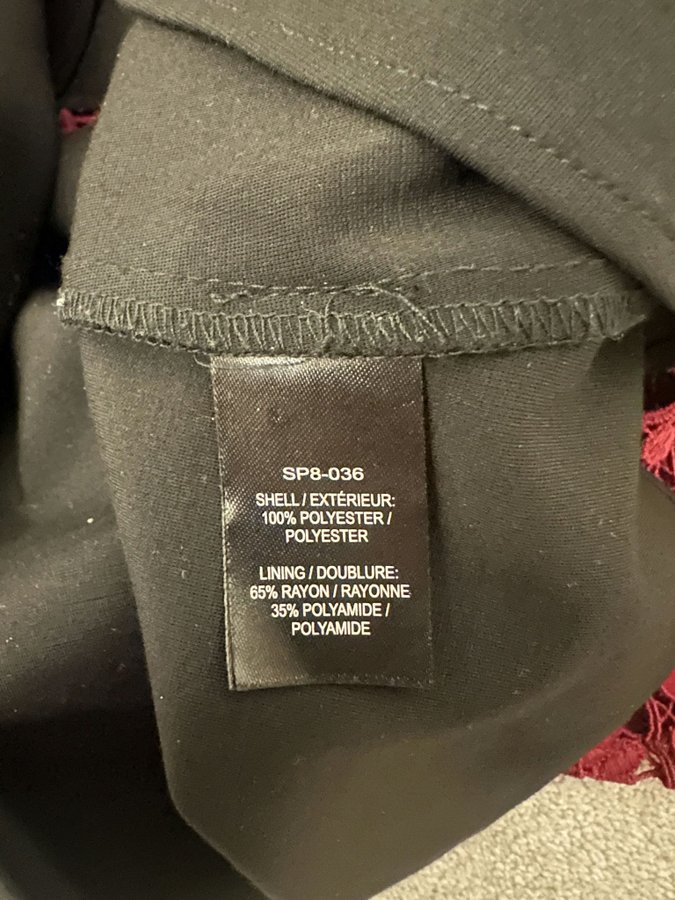 SP8-036
SHELL / EXTÉRIEUR:
100% POLYESTER /
POLYESTER
LINING / DOUBLURE:
65% RAYON / RAYONNE
35% POLYAMIDE /
POLYAMIDE